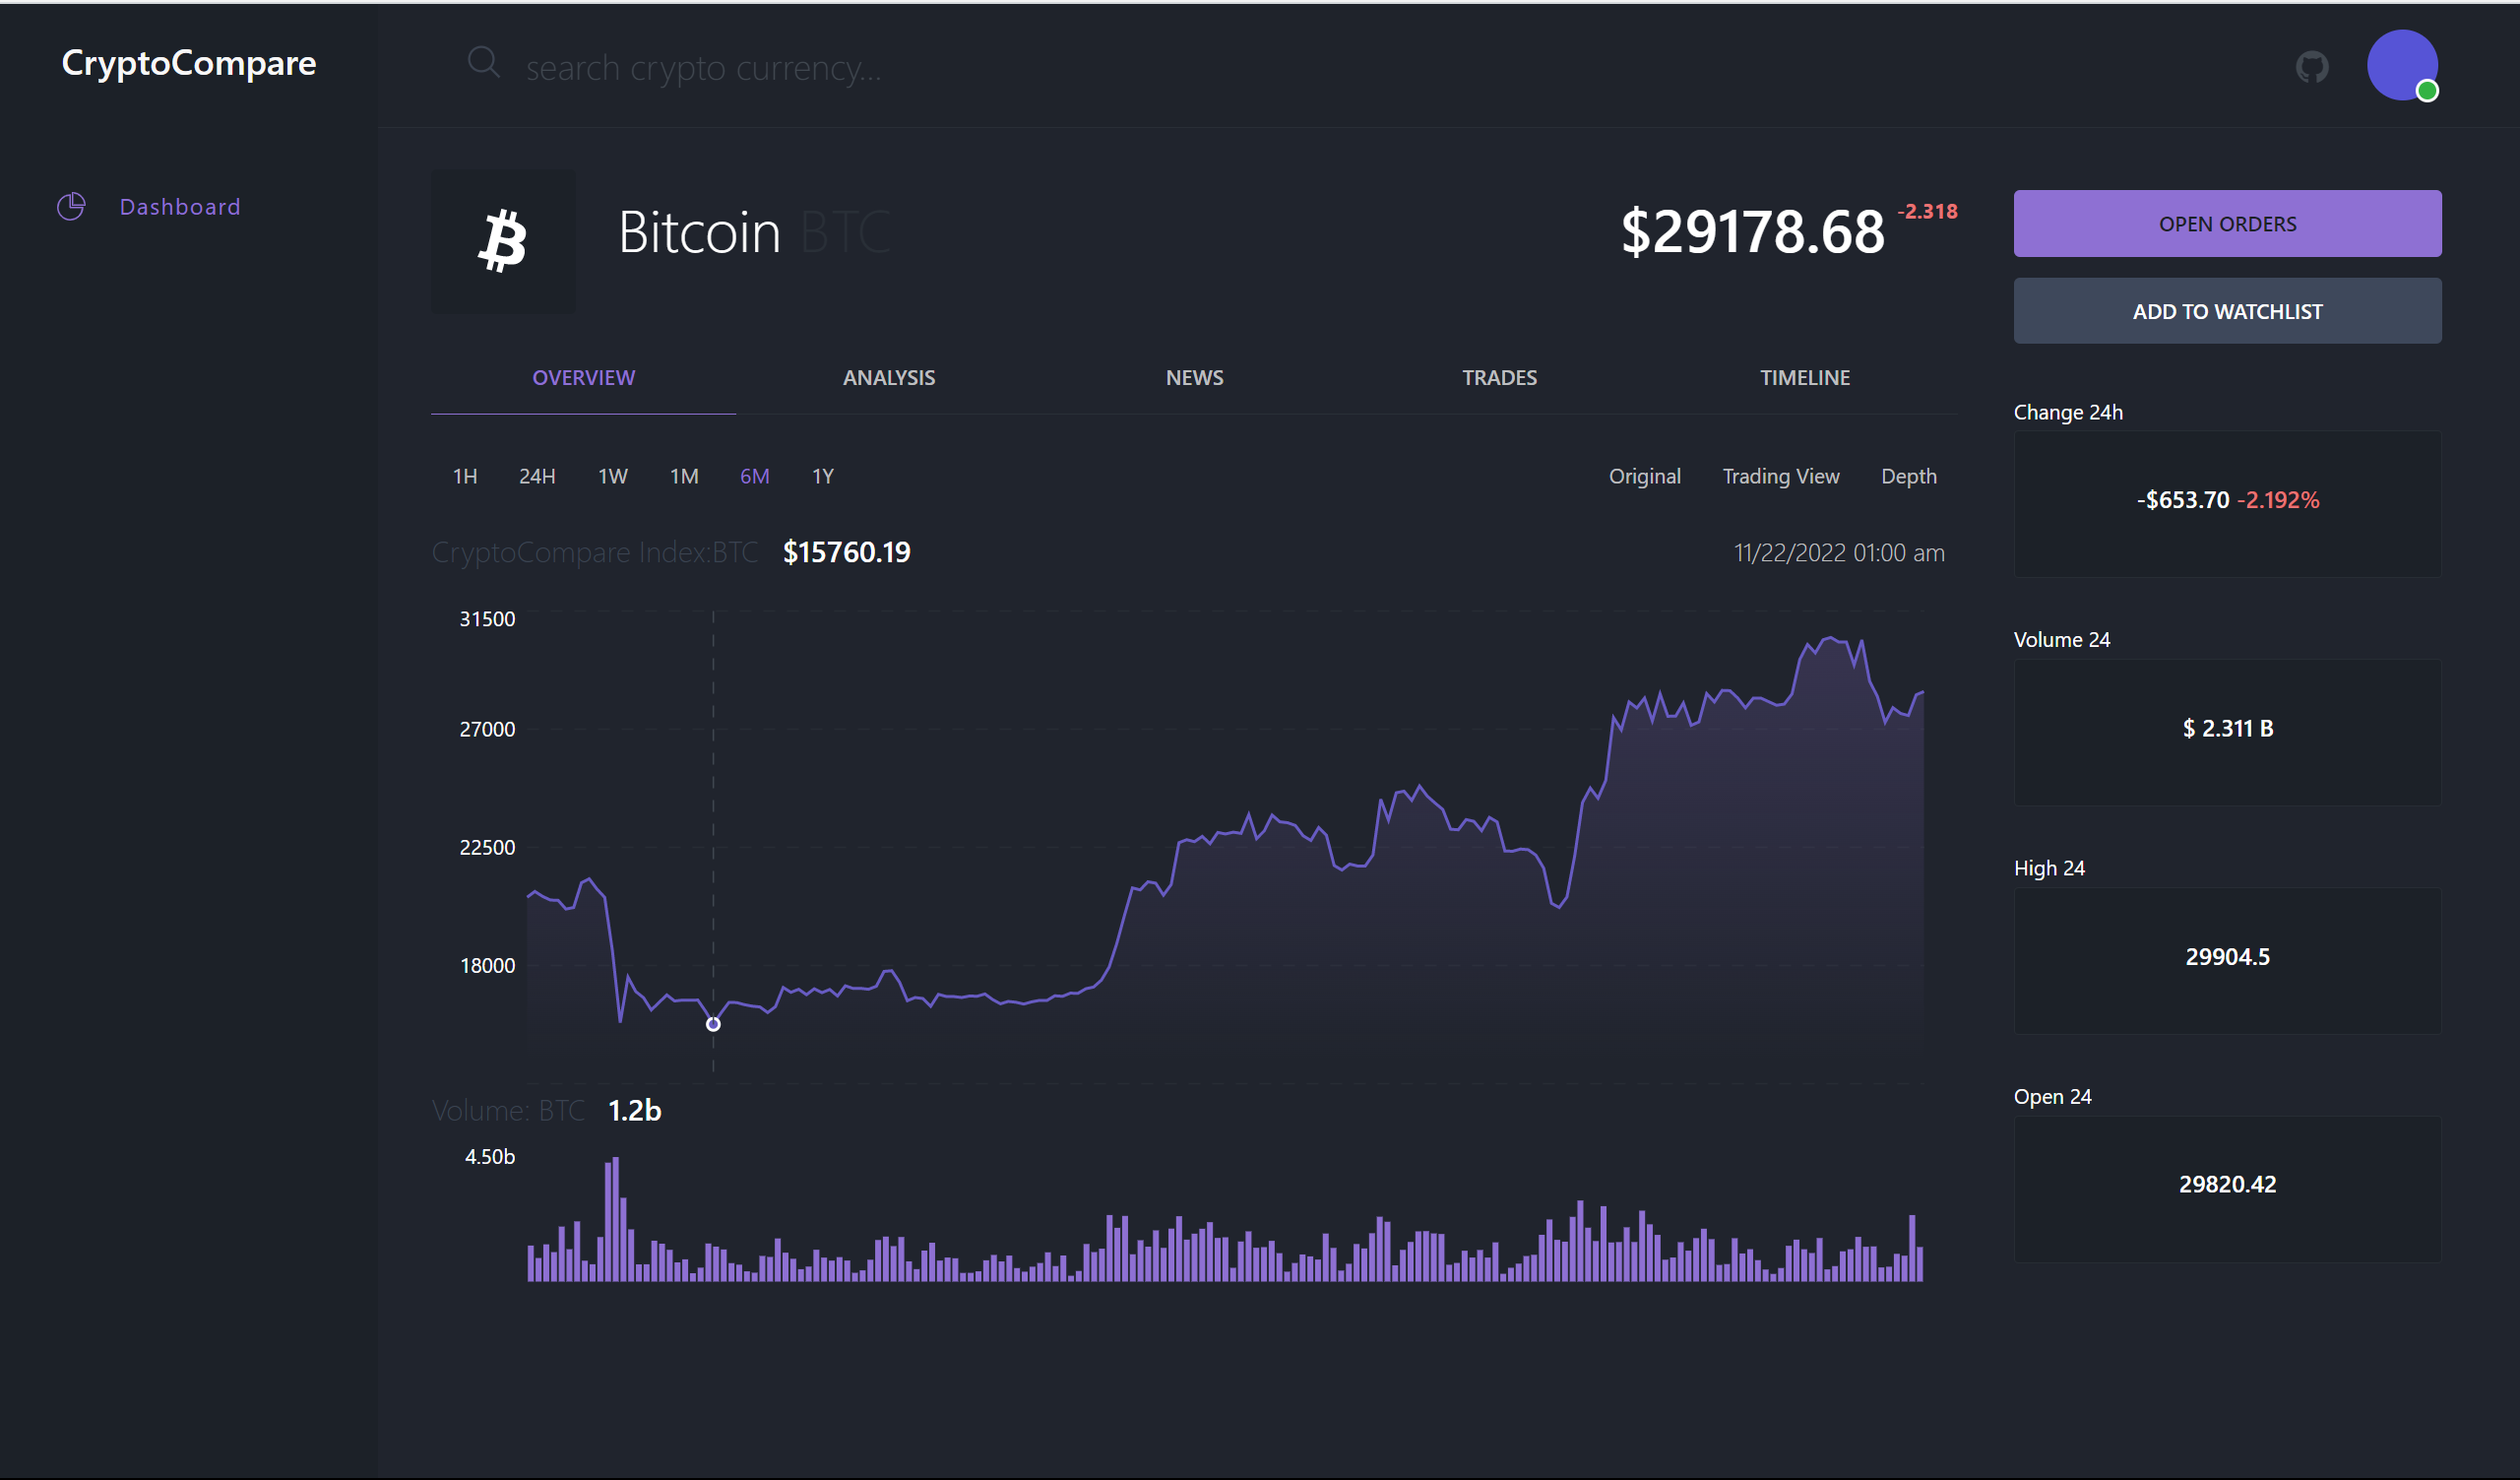 CryptoCompare
search crypto currency...
Dashboard
Bitcoin BTC
$29178.68 -2.318
OPEN ORDERS
ADD TO WATCHLIST
OVERVIEW ANALYSIS NEWS TRADES TIMELINE
1H 24H 1W 1M 6M 1Y
Original Trading View Depth
CryptoCompare Index:BTC $15760.19
11/22/2022 01:00 am
31500
27000
22500
18000
Volume: BTC 1.2b
4.50b
Change 24h
-$653.70 -2.192%
Volume 24
$ 2.311 B
High 24
29904.5
Open 24
29820.42